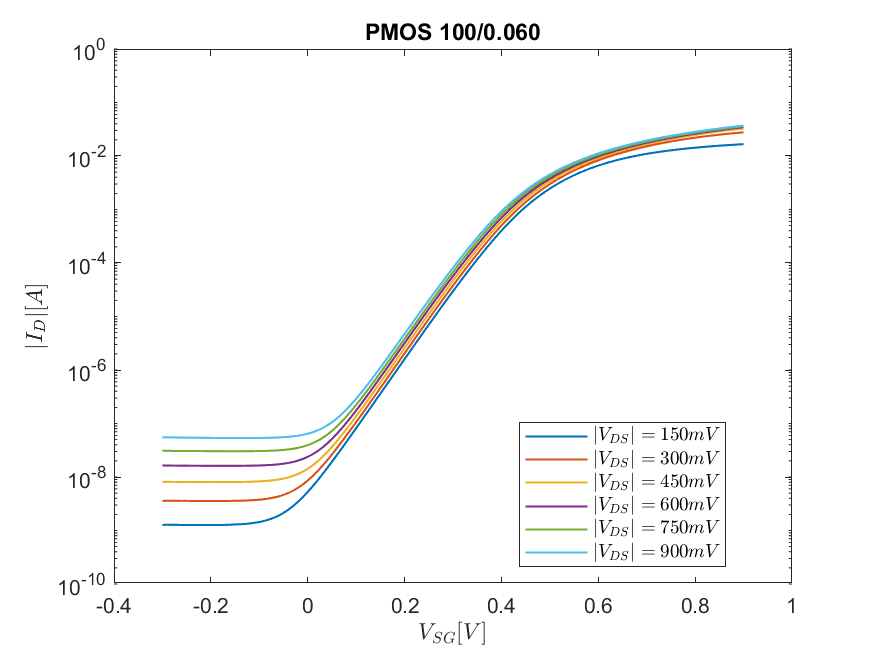 PMOS 100/0.060
10^0
10^-2
10^-4
10^-6
10^-8
10^-10
|I_D|[A]
-0.4 -0.2 0 0.2 0.4 0.6 0.8 1
V_SG[V]
|V_DS| = 150mV
|V_DS| = 300mV
|V_DS| = 450mV
|V_DS| = 600mV
|V_DS| = 750mV
|V_DS| = 900mV